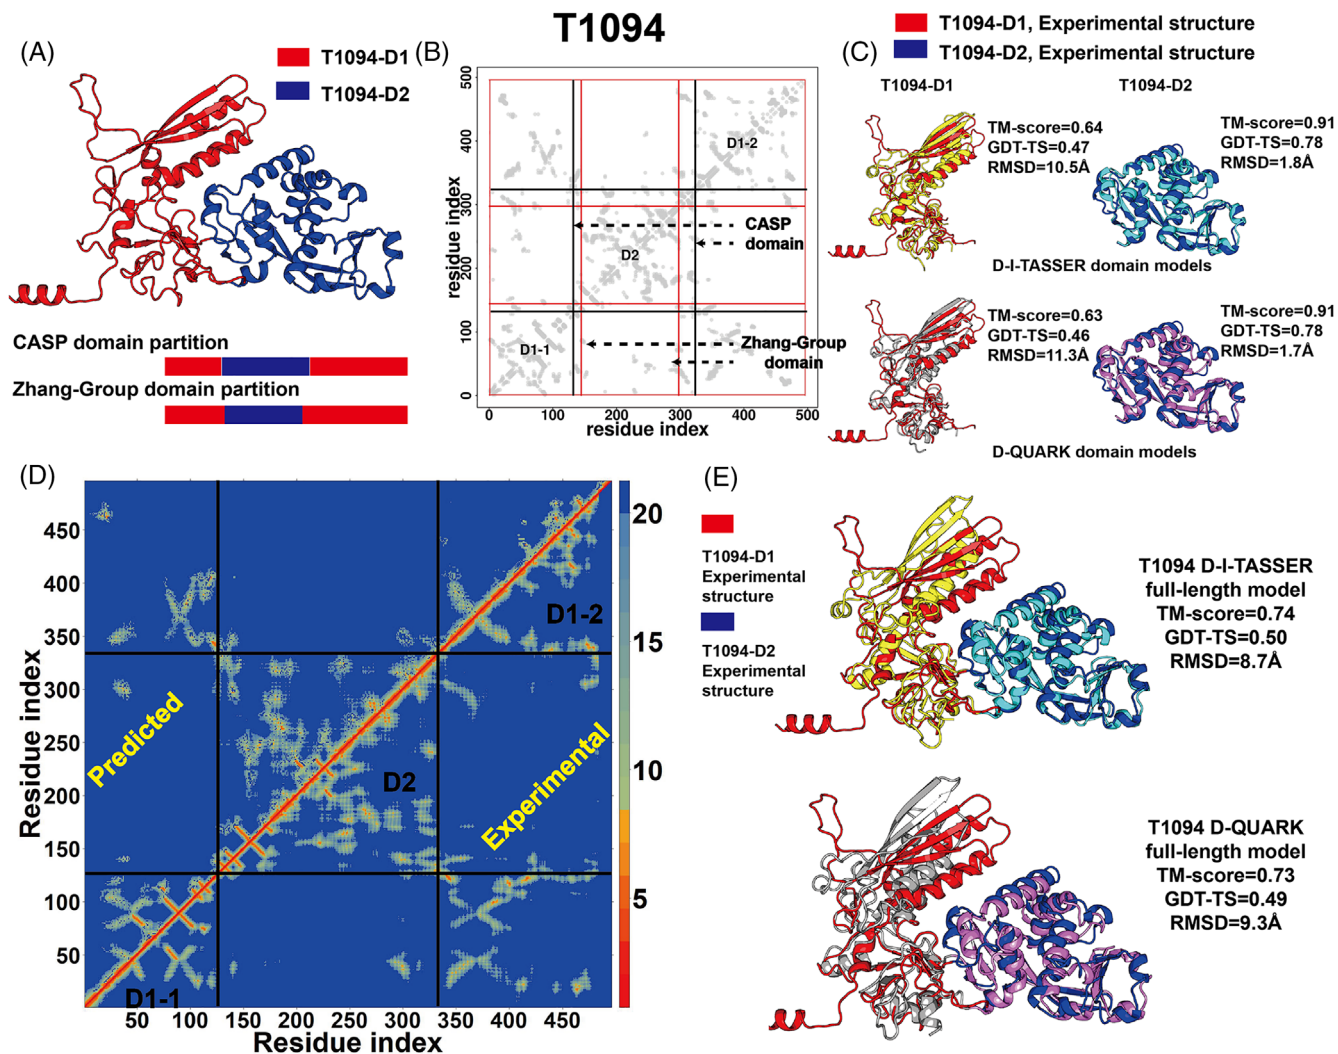 T1094
(A)
T1094-D1
T1094-D2
CASP domain partition
Zhang-Group domain partition
(B)
500
400
300
200
100
0
residue index
D1-2
D2
D1-1
CASP
domain
Zhang-Group
domain
0
100
200
300
400
500
residue index
T1094-D1, Experimental structure
T1094-D2, Experimental structure
(C)
T1094-D1
T1094-D2
TM-score=0.64
GDT-TS=0.47
RMSD=10.5Å
TM-score=0.91
GDT-TS=0.78
RMSD=1.8Å
D-I-TASSER domain models
TM-score=0.63
GDT-TS=0.46
RMSD=11.3Å
TM-score=0.91
GDT-TS=0.78
RMSD=1.7Å
D-QUARK domain models
(D)
450
400
350
300
250
200
150
100
50
Residue index
Predicted
Experimental
D1-2
D2
D1-1
50
100
150
200
250
300
350
400
450
Residue index
20
15
10
5
(E)
T1094-D1
Experimental
structure
T1094-D2
Experimental
structure
T1094 D-I-TASSER
full-length model
TM-score=0.74
GDT-TS=0.50
RMSD=8.7Å
T1094 D-QUARK
full-length model
TM-score=0.73
GDT-TS=0.49
RMSD=9.3Å